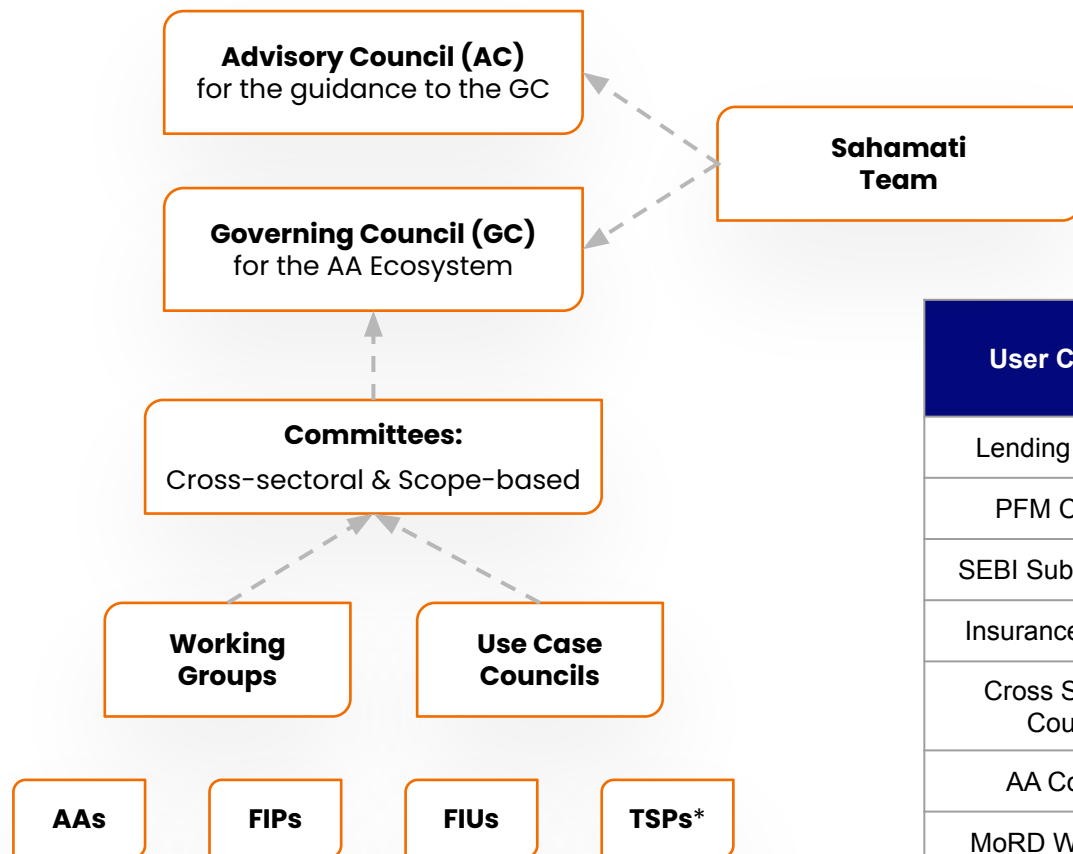 Advisory Council (AC)
for the guidance to the GC
Sahamati
Team
Governing Council (GC)
for the AA Ecosystem
Committees:
Cross-sectoral & Scope-based
Working
Groups
Use Case
Councils
AAs
FIPs
FIUs
TSPs*
User C
Lending
PFM C
SEBI Sub
Insurance
Cross S
Cou
AA Co
MoRD W